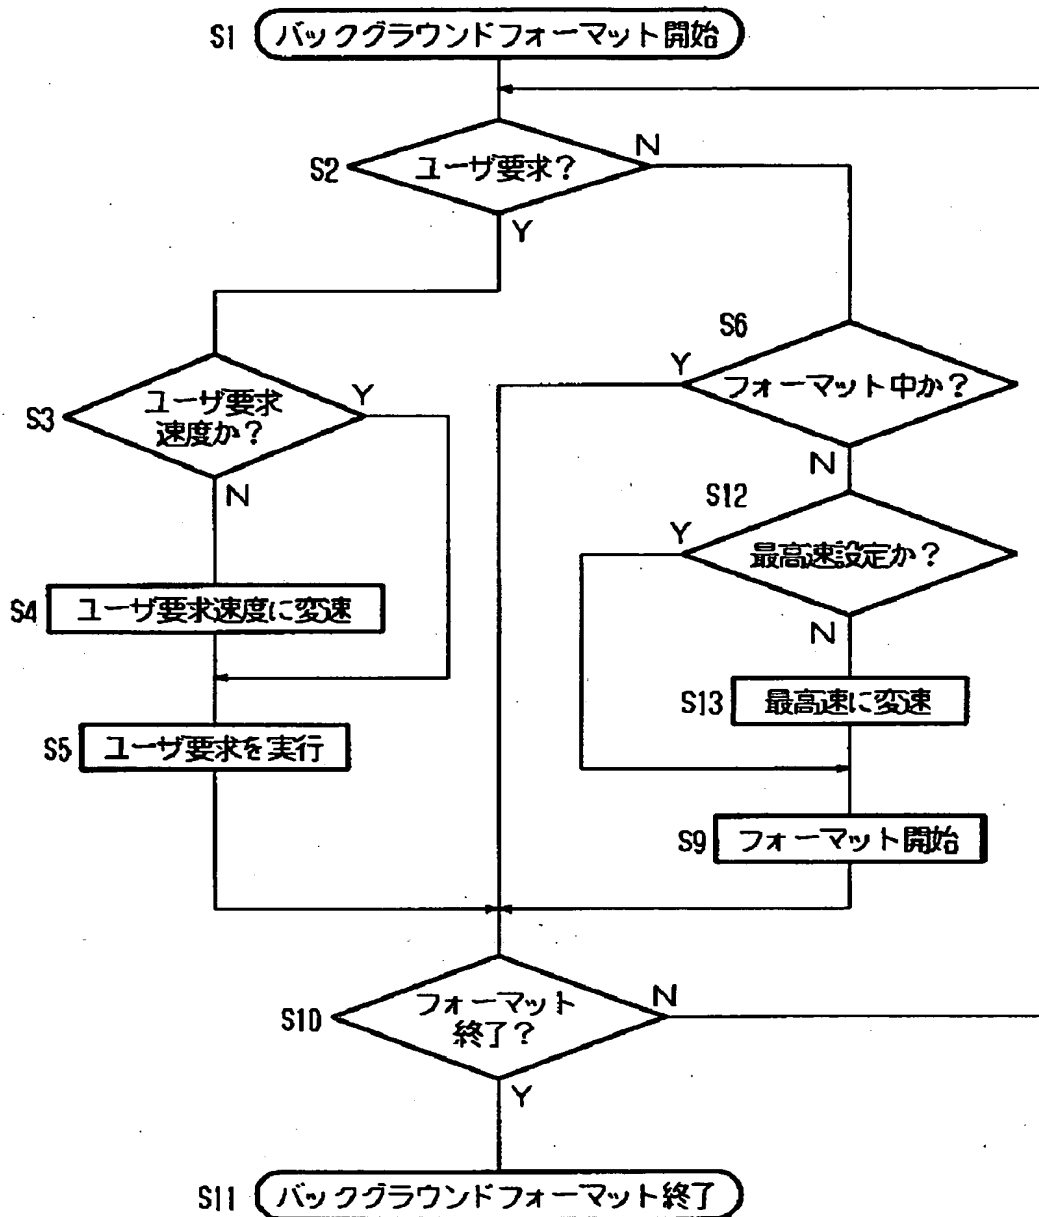 S1 バックグラウンドフォーマット開始
S2 ユーザ要求？
N
Y
S3 ユーザ要求
速度か？
Y
N
S4 ユーザ要求速度に変速
S5 ユーザ要求を実行
S6
フォーマット中か？
Y
N
S12
最高速設定か？
Y
N
S13 最高速に変速
S9 フォーマット開始
S10 フォーマット
終了？
N
Y
S11 バックグラウンドフォーマット終了